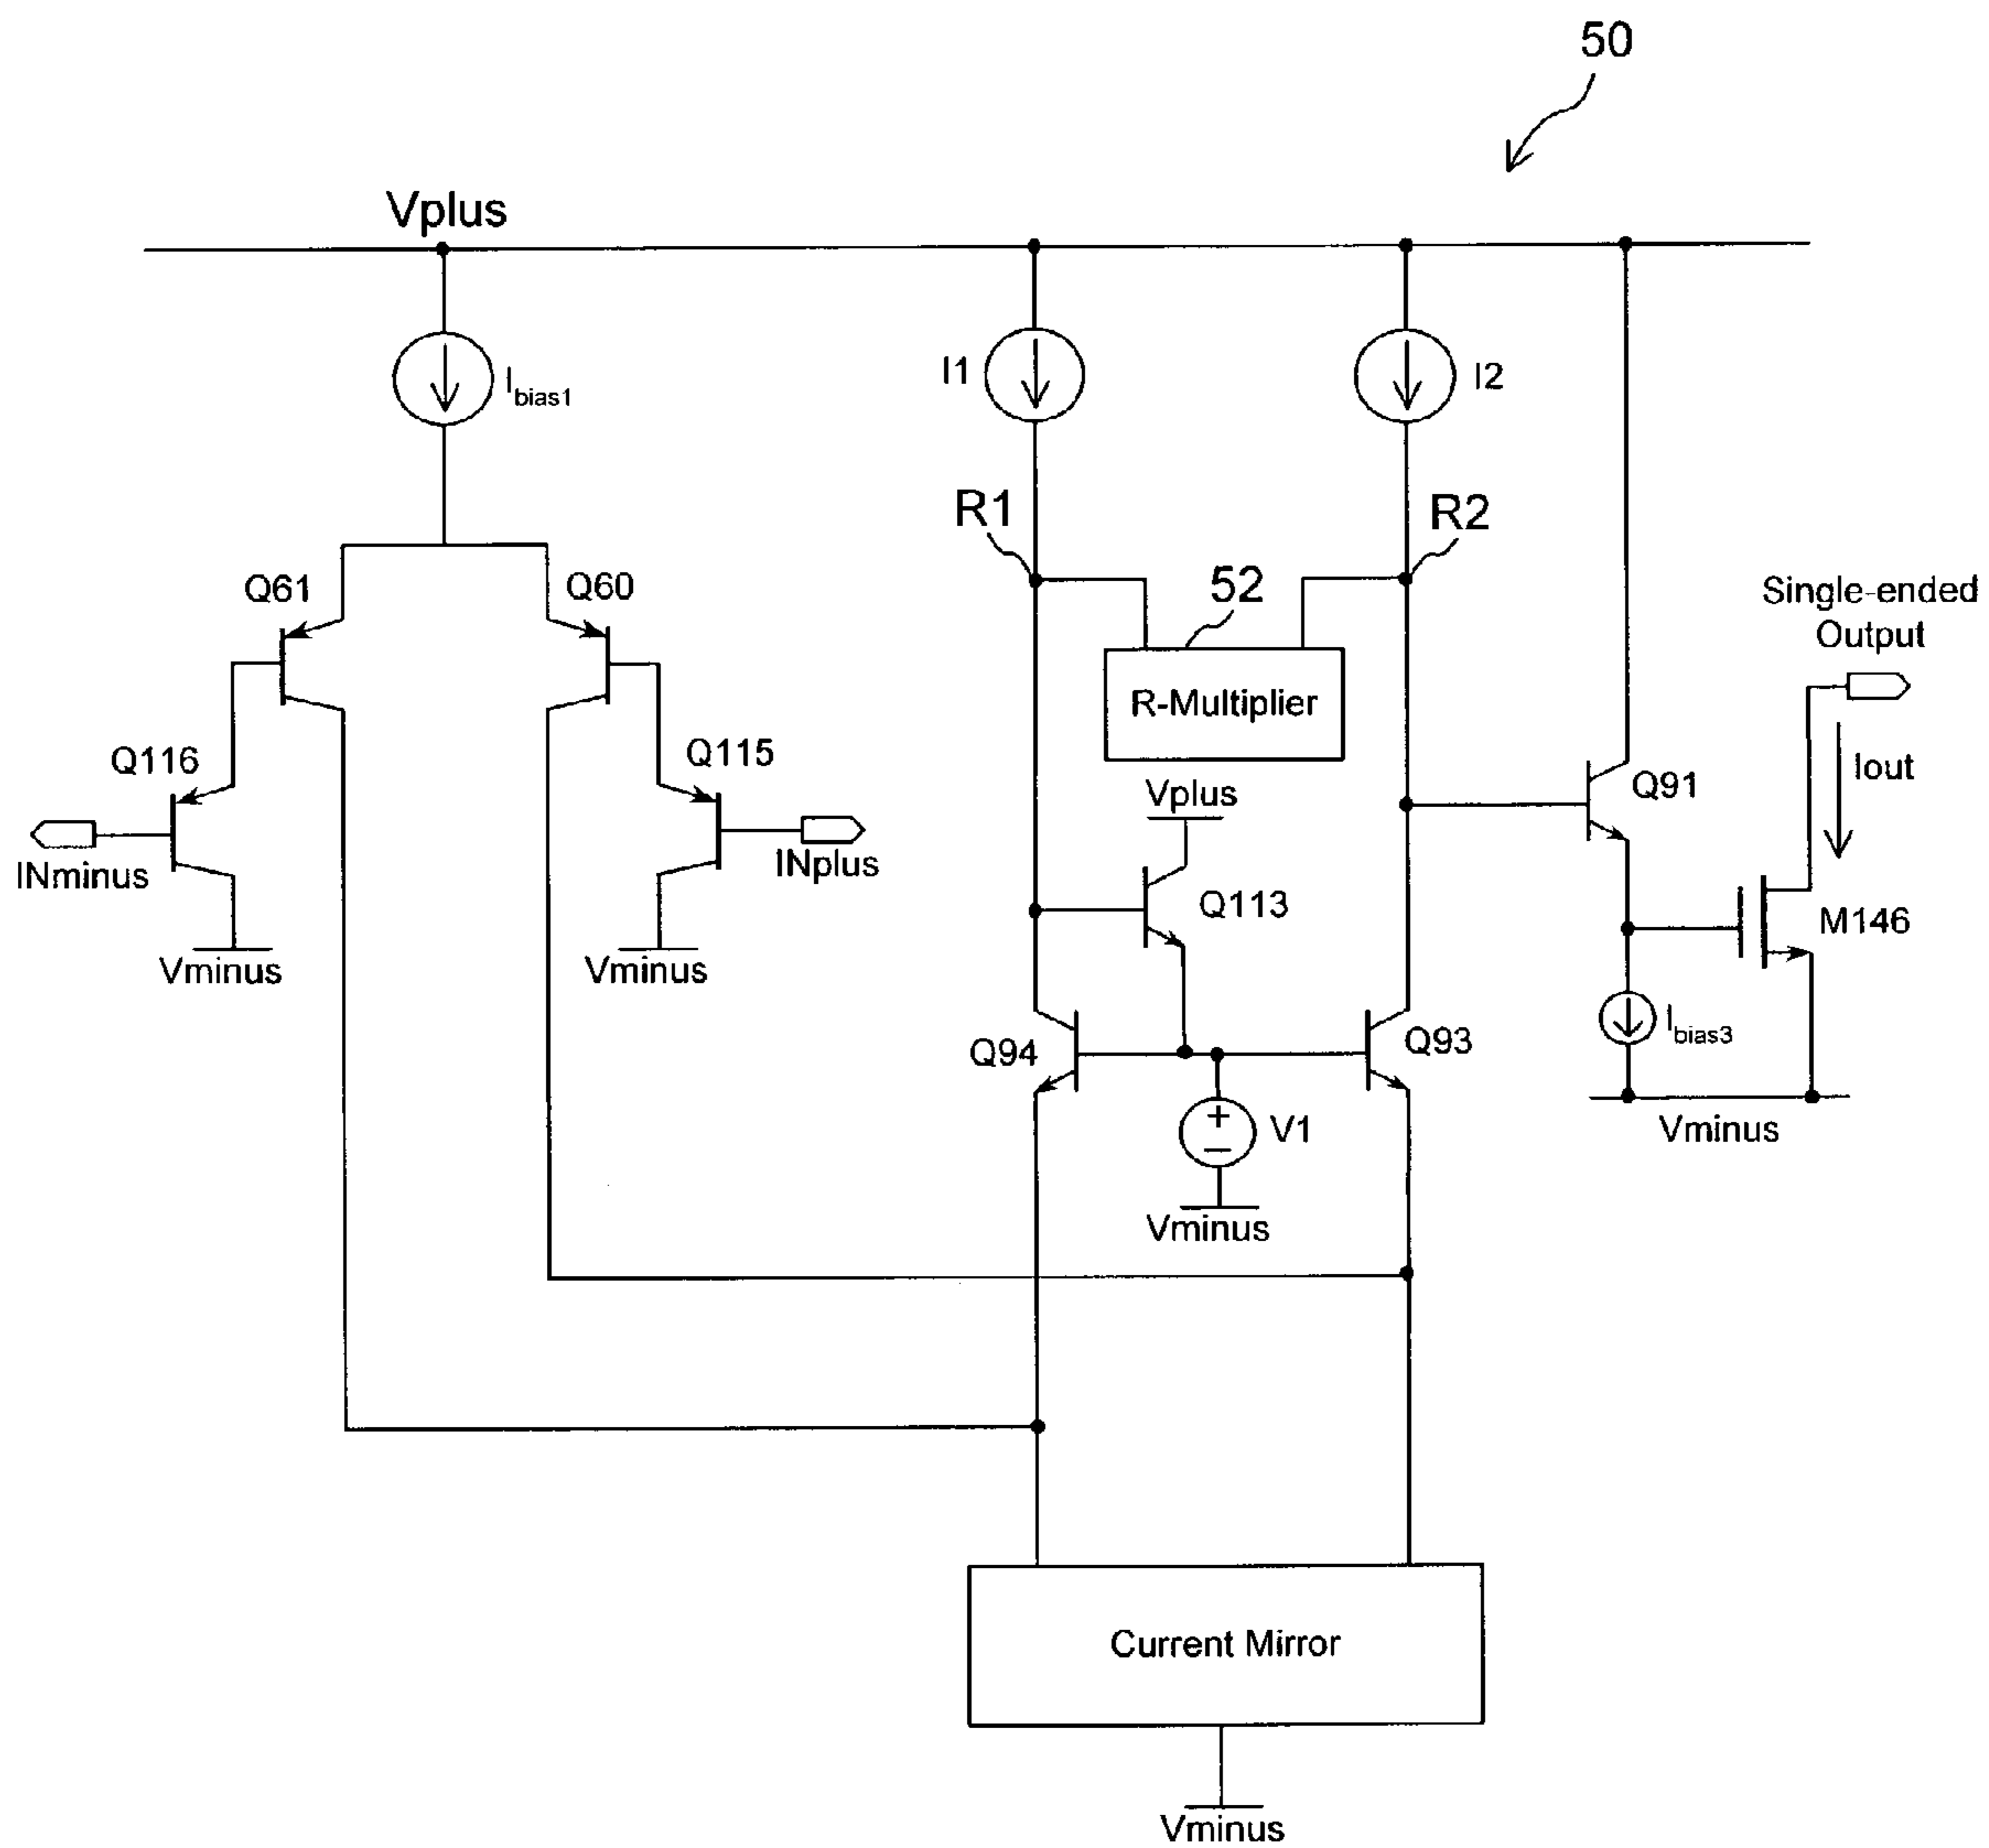 50
Vplus
Ibias1
I1
I2
R1
R2
Q61
Q60
52
R-Multiplier
Single-ended
Output
Q116
Q115
Vplus
Q91
Iout
INminus
INplus
Q113
M146
Vminus
Vminus
Q94
Q93
Ibias3
+
−
V1
Vminus
Vminus
Current Mirror
Vminus